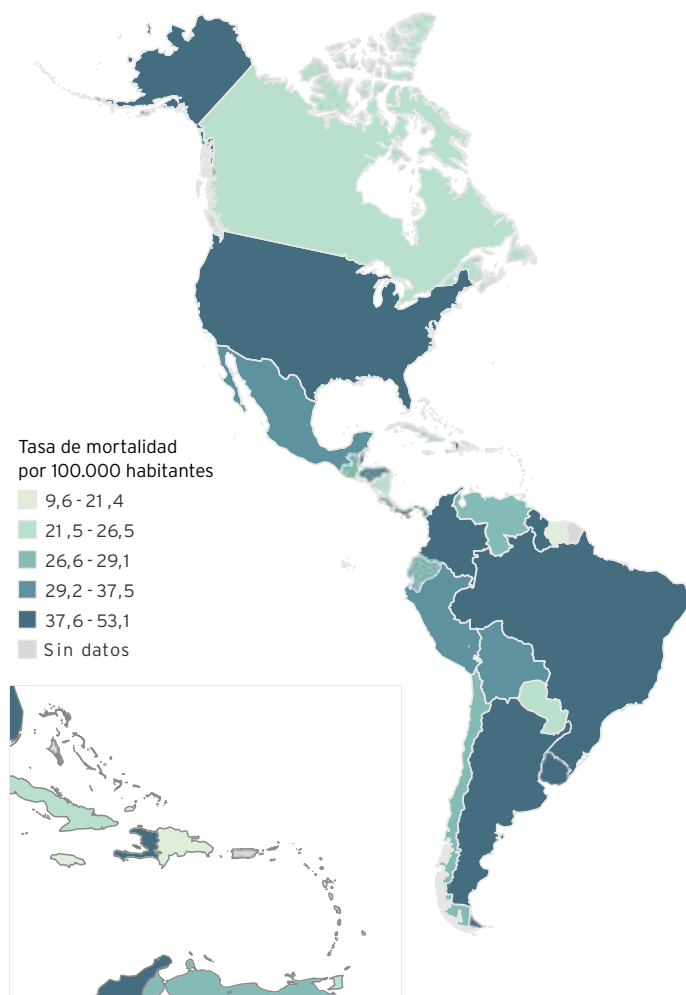 Tasa de mortalidad
por 100.000 habitantes
9,6 - 21,4
21,5 - 26,5
26,6 - 29,1
29,2 - 37,5
37,6 - 53,1
Sin datos